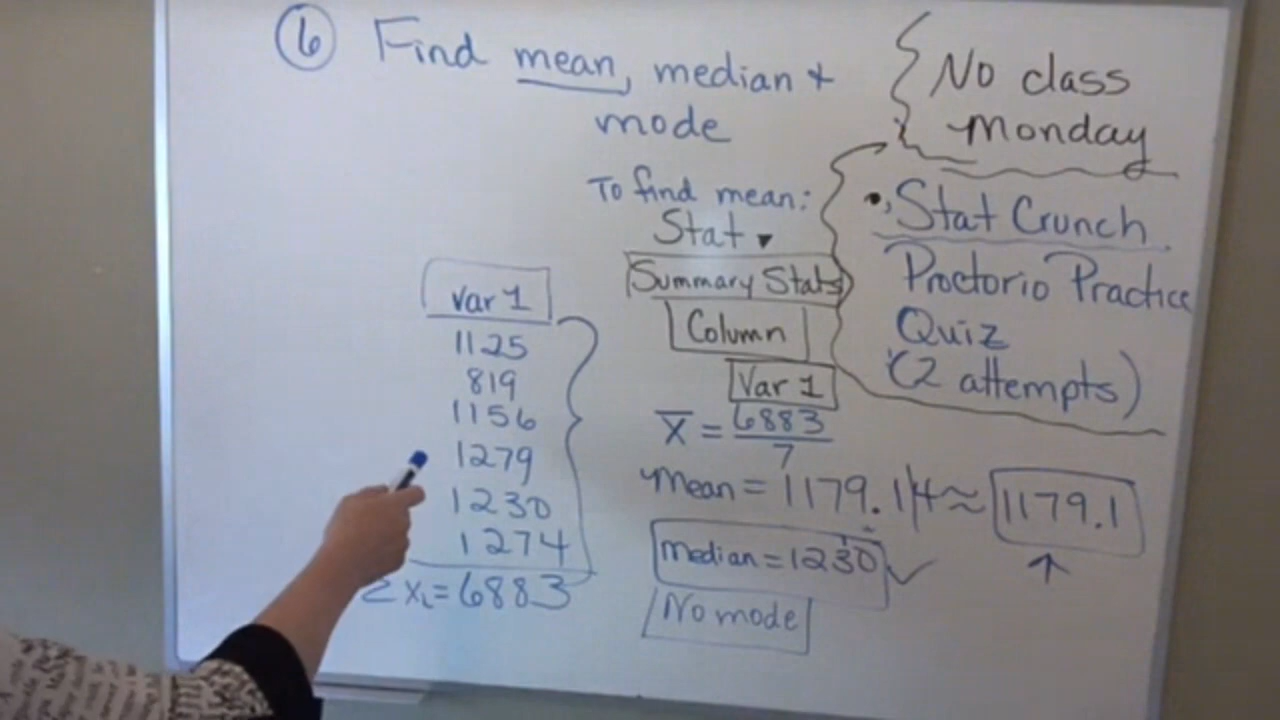 6 Find mean, median +
mode
To find mean:
Stat ▾
Summary Stats
Column
Var 1
x̄ = 6883/7
mean = 1179.14 ≈ 1179.1
median = 1230 ✓
No mode
var 1
1125
819
1156
1279
1230
1274
Σxᵢ = 6883
No class
Monday
•, Stat Crunch
Proctorio Practice
Quiz
(2 attempts)